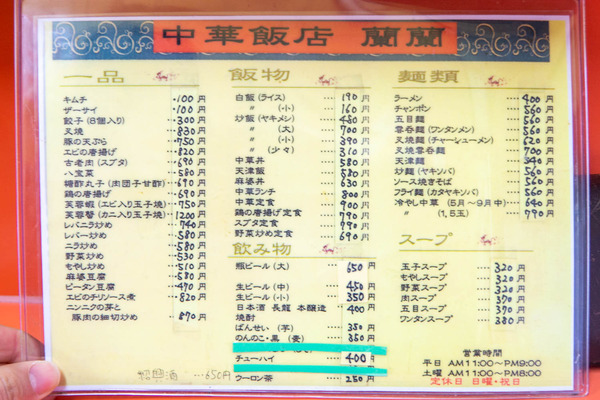 中華飯店 蘭蘭
一品
キムチ …100円
ザーサイ …100円
餃子(8個入り) …300円
叉焼 …830円
豚の天ぷら …750円
エビの唐揚げ …820円
古老肉(スブタ) …690円
八宝菜 …580円
糖酢丸子(肉団子甘酢) …670円
鶏の唐揚げ …690円
芙蓉蝦(エビ入り玉子焼) …750円
芙蓉蟹(カニ入り玉子焼) 1200円
レバニラ炒め …740円
レバー炒め …580円
ニラ炒め …580円
野菜炒め …530円
もやし炒め …510円
麻婆豆腐 …580円
ピータン豆腐 …470円
エビのチリソース煮 …820円
ニンニクの芽と
豚肉の細切炒め …870円
飯物
白飯(ライス) …190円
〃 (小) …160円
炒飯(ヤキメシ) …480円
〃 (大) …700円
〃 (小) …390円
〃 (少々) …310円
中華丼 …580円
天津飯 …580円
麻婆丼 …630円
中華ランチ …800円
中華定食 …900円
鶏の唐揚げ定食 …790円
スブタ定食 …790円
野菜炒め定食 …690円
飲み物
瓶ビール(大) …650円
生ビール(中) …450円
生ビール(小) …350円
日本酒 長龍 本醸造 …400円
焼酎
ばんせい(芋) …350円
のんのこ・黒(麦) …350円
チューハイ …400円
ウーロン茶 …250円
麺類
ラーメン …400円
チャンポン …560円
五目麺 …560円
雲呑麺(ワンタンメン) …560円
叉焼麺(チャーシューメン) …620円
叉焼雲呑麺 …700円
天津麺 …540円
炒麺(ヤキソバ) …560円
ソース焼きそば …560円
フライ麺(カタヤキソバ) …560円
冷やし中華(5月~9月中) …640円
〃 (1,5玉) …790円
スープ
玉子スープ …320円
もやしスープ …320円
野菜スープ …320円
肉スープ …370円
五目スープ …370円
ワンタンスープ …380円
紹興酒 …650円
営業時間
平日 AM11:00~PM9:00
土曜 AM11:00~PM8:00
定休日 日曜・祝日